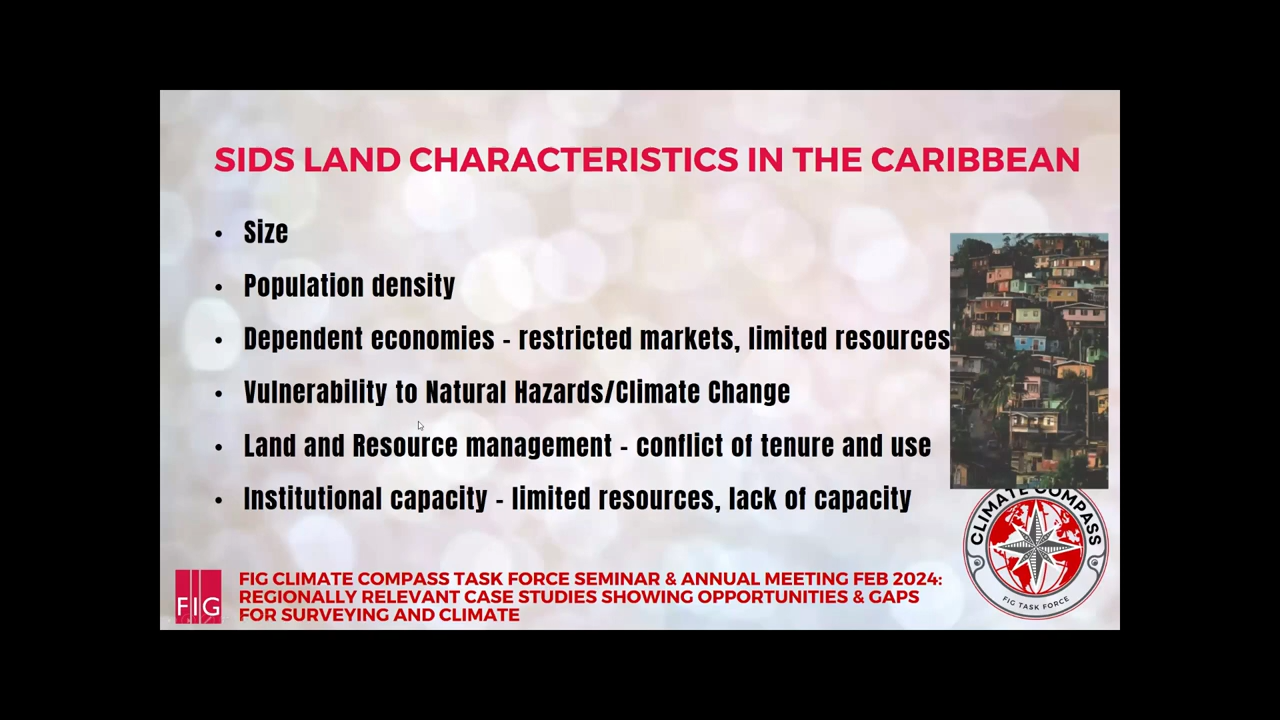 SIDS LAND CHARACTERISTICS IN THE CARIBBEAN
• Size
• Population density
• Dependent economies - restricted markets, limited resources
• Vulnerability to Natural Hazards/Climate Change
• Land and Resource management - conflict of tenure and use
• Institutional capacity - limited resources, lack of capacity
CLIMATE COMPASS
FIG TASK FORCE
FIG
FIG CLIMATE COMPASS TASK FORCE SEMINAR & ANNUAL MEETING FEB 2024:
REGIONALLY RELEVANT CASE STUDIES SHOWING OPPORTUNITIES & GAPS
FOR SURVEYING AND CLIMATE